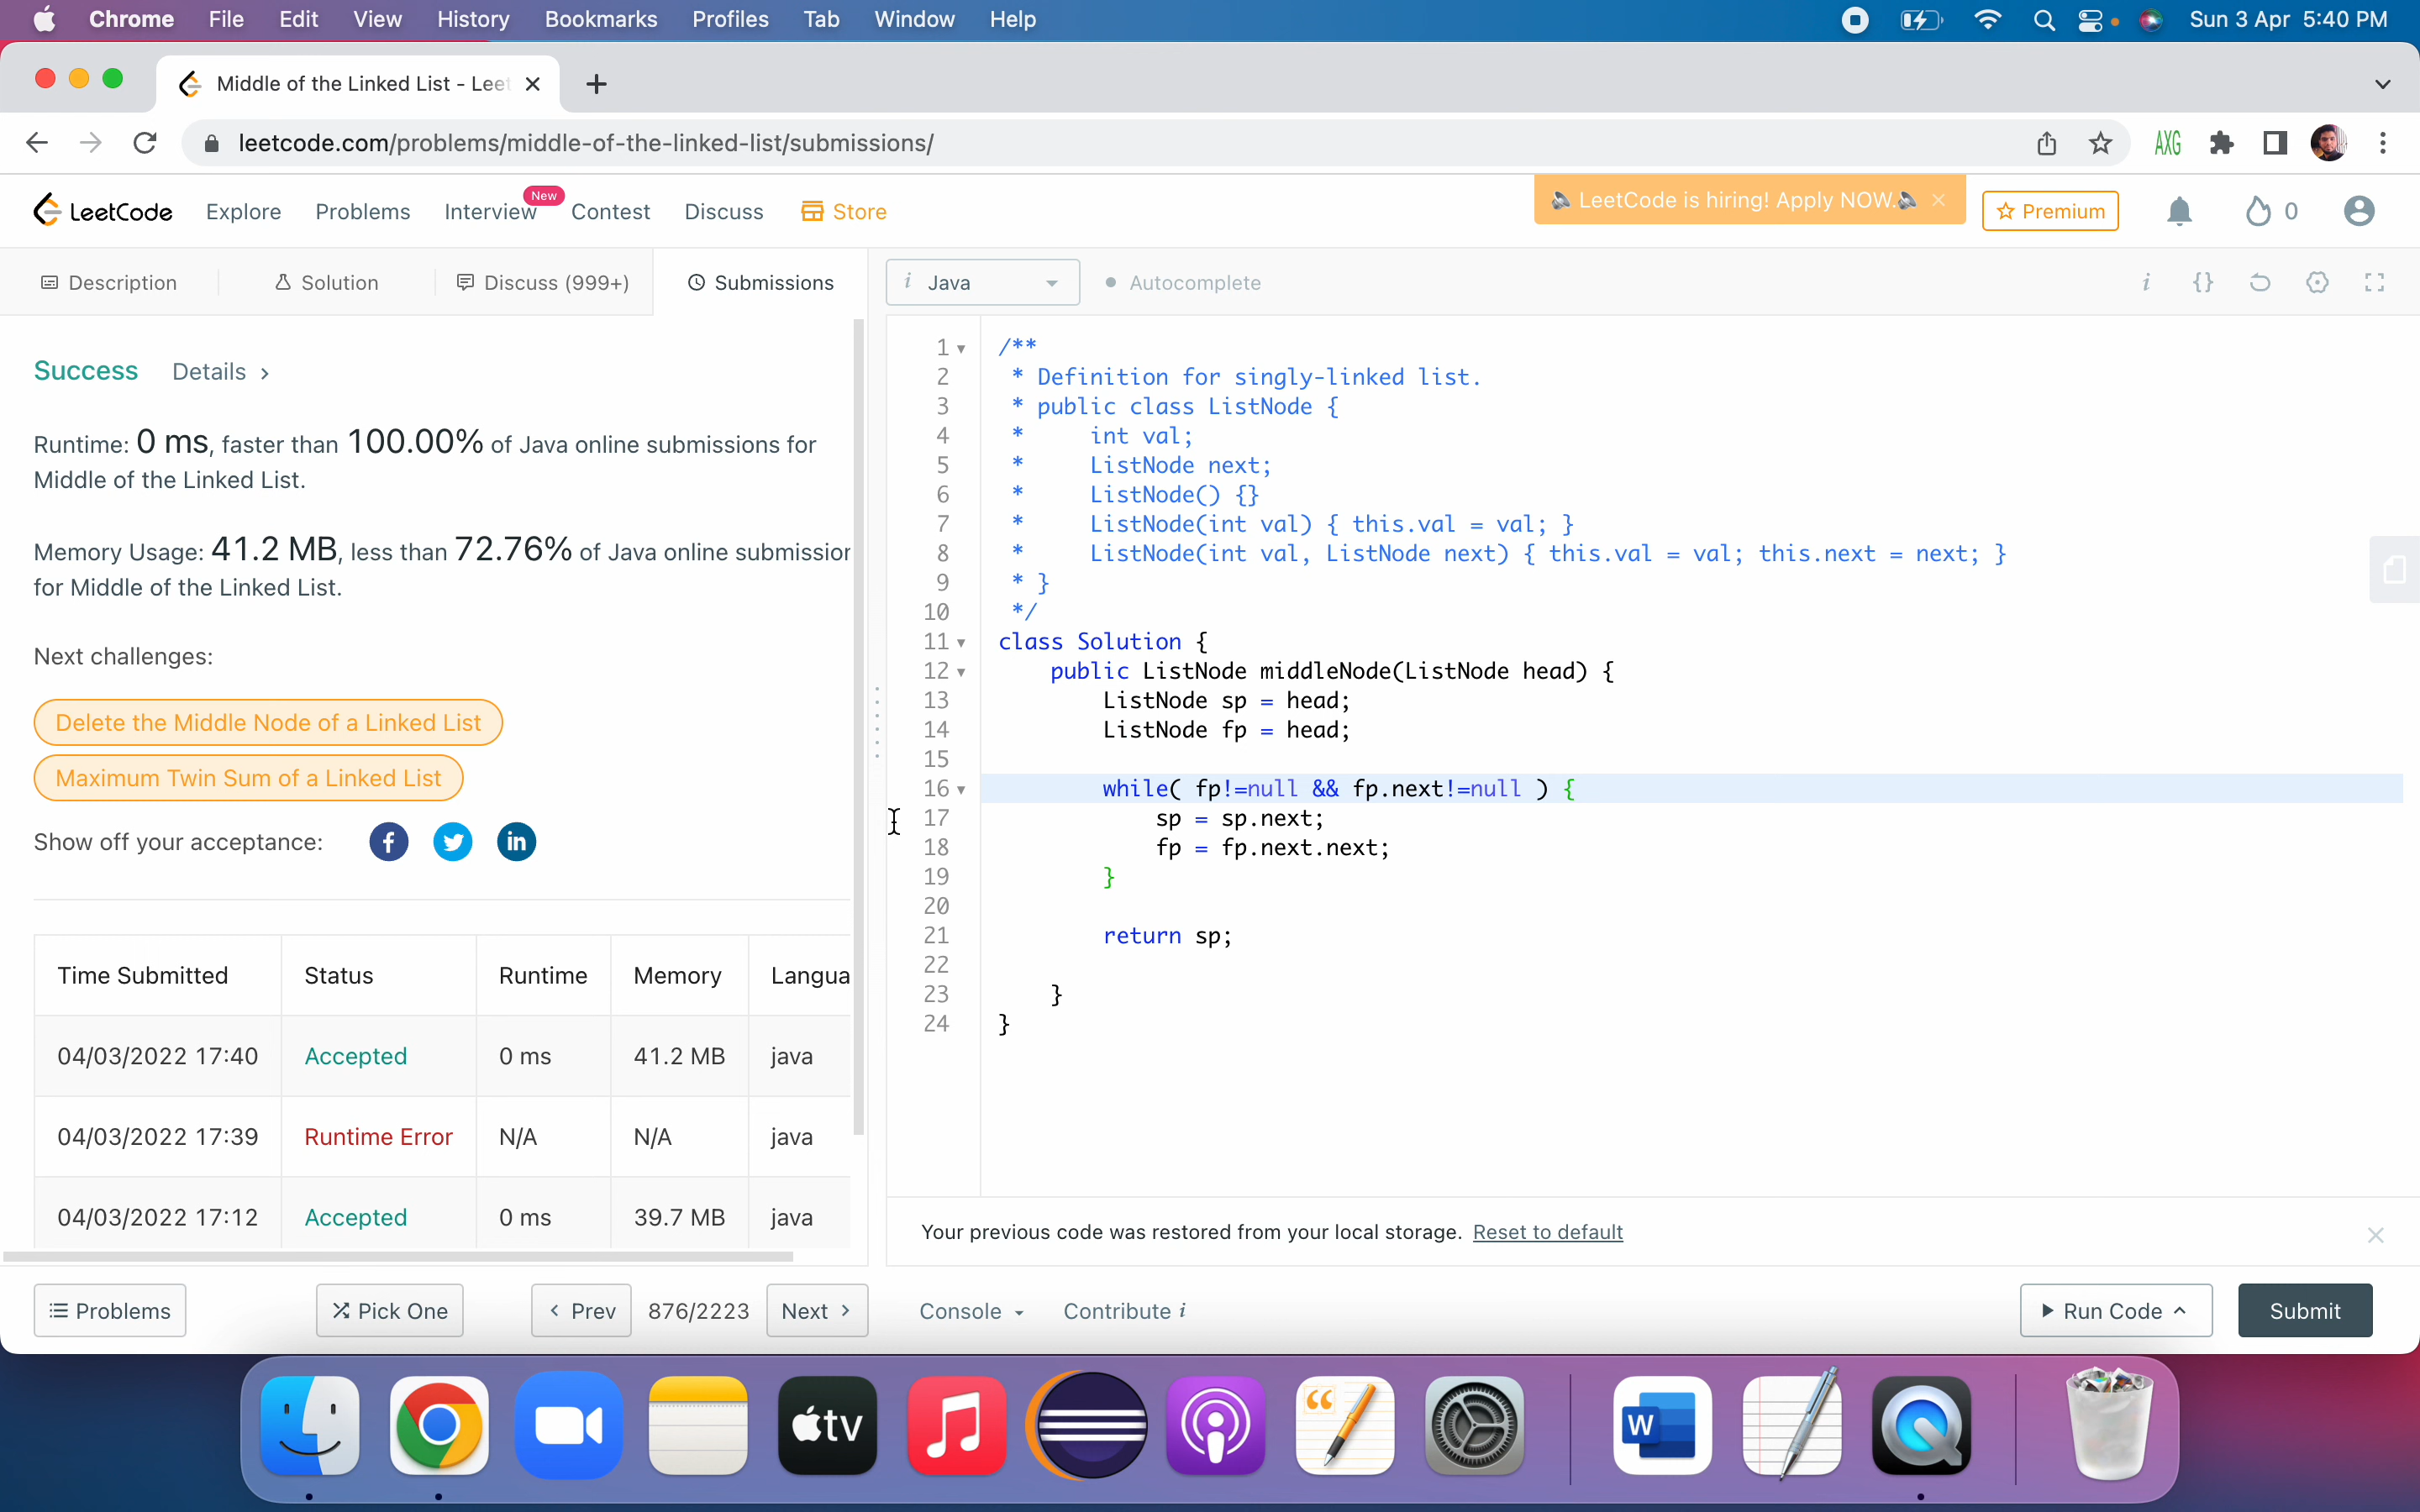 Chrome File Edit View History Bookmarks Profiles Tab Window Help Sun 3 Apr 5:40 PM
Middle of the Linked List - Leet
leetcode.com/problems/middle-of-the-linked-list/submissions/ AXG
LeetCode Explore Problems Interview New Contest Discuss Store LeetCode is hiring! Apply NOW. Premium 0
Description Solution Discuss (999+) Submissions i Java Autocomplete i {}
Success Details >
Runtime: 0 ms, faster than 100.00% of Java online submissions for
Middle of the Linked List.
Memory Usage: 41.2 MB, less than 72.76% of Java online submission
for Middle of the Linked List.
Next challenges:
Delete the Middle Node of a Linked List
Maximum Twin Sum of a Linked List
Show off your acceptance: f in
Time Submitted Status Runtime Memory Langua
04/03/2022 17:40 Accepted 0 ms 41.2 MB java
04/03/2022 17:39 Runtime Error N/A N/A java
04/03/2022 17:12 Accepted 0 ms 39.7 MB java
1 /**
2 * Definition for singly-linked list.
3 * public class ListNode {
4 * int val;
5 * ListNode next;
6 * ListNode() {}
7 * ListNode(int val) { this.val = val; }
8 * ListNode(int val, ListNode next) { this.val = val; this.next = next; }
9 * }
10 */
11 class Solution {
12 public ListNode middleNode(ListNode head) {
13 ListNode sp = head;
14 ListNode fp = head;
15
16 while( fp!=null && fp.next!=null ) {
17 sp = sp.next;
18 fp = fp.next.next;
19 }
20
21 return sp;
22
23 }
24 }
Your previous code was restored from your local storage. Reset to default
Problems Pick One < Prev 876/2223 Next > Console Contribute i Run Code Submit
tv W